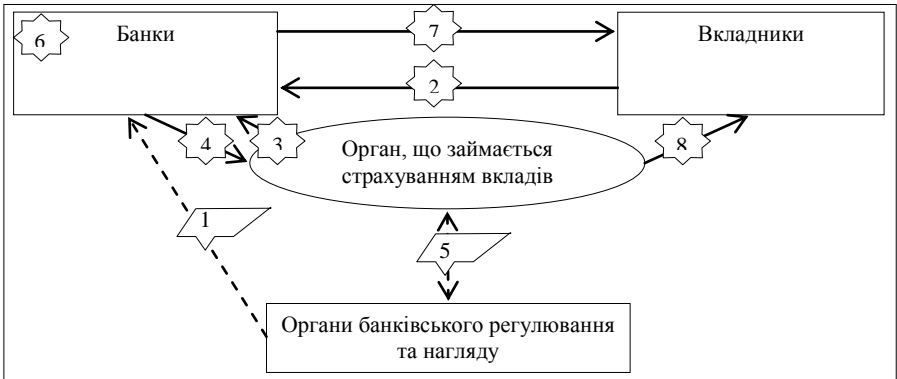 6
Банки
7
Вкладники
2
4
3
Орган, що займається
страхуванням вкладів
8
1
5
Органи банківського регулювання
та нагляду